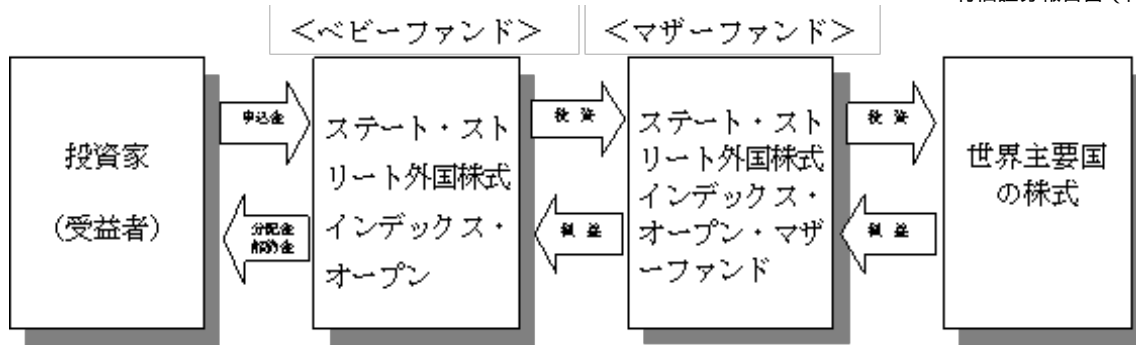 <ベビーファンド>
<マザーファンド>
投資家
(受益者)
申込金
分配金
解約金
ステート・スト
リート外国株式
インデックス・
オープン
投資
損益
ステート・スト
リート外国株式
インデックス・
オープン・マザ
ーファンド
投資
損益
世界主要国
の株式